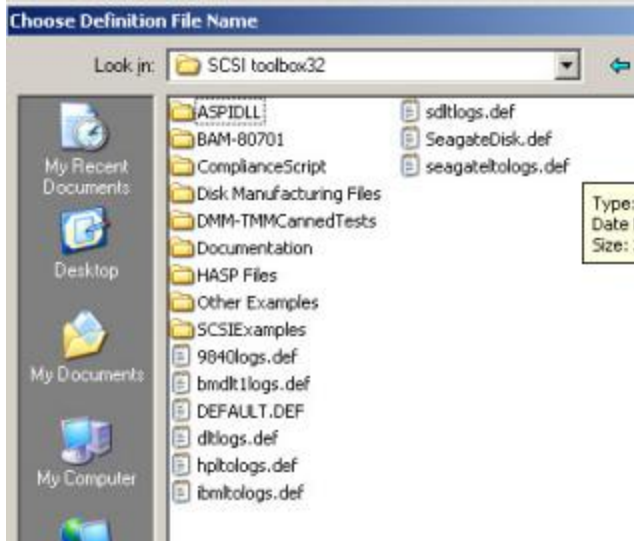 Choose Definition File Name
Look in:
SCSI toolbox32
My Recent
Documents
Desktop
My Documents
My Computer
ASPIDLL
BAM-80701
ComplianceScript
Disk Manufacturing Files
DMM-TMMCannedTests
Documentation
HASP Files
Other Examples
SCSIExamples
9840logs.def
bmdlt1logs.def
DEFAULT.DEF
dltlogs.def
hpltologs.def
ibmltologs.def
sdltlogs.def
SeagateDisk.def
seagateltologs.def
Type:
Date
Size: